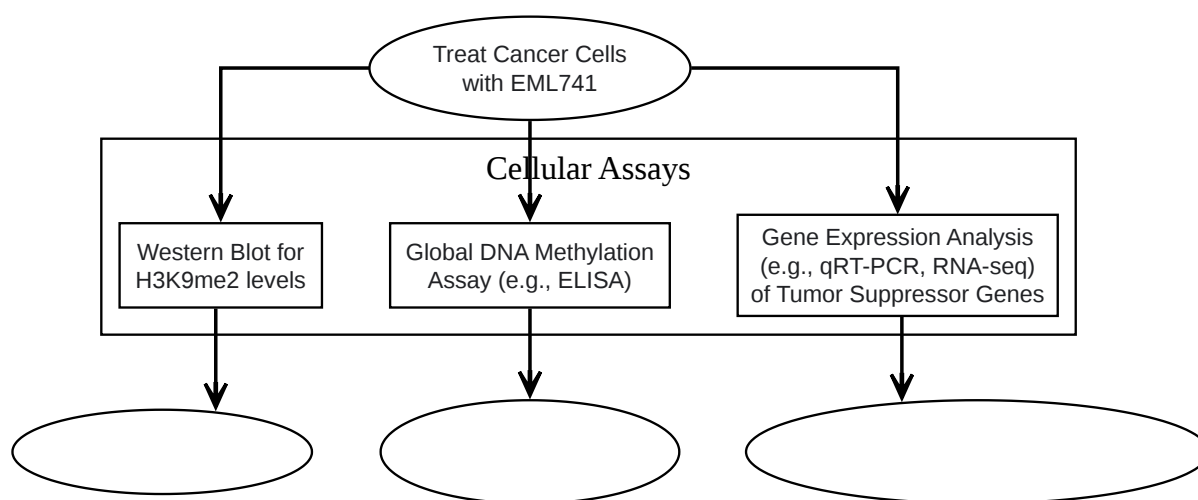 Treat Cancer Cells
with EML741
Cellular Assays
Western Blot for
H3K9me2 levels
Global DNA Methylation
Assay (e.g., ELISA)
Gene Expression Analysis
(e.g., qRT-PCR, RNA-seq)
of Tumor Suppressor Genes